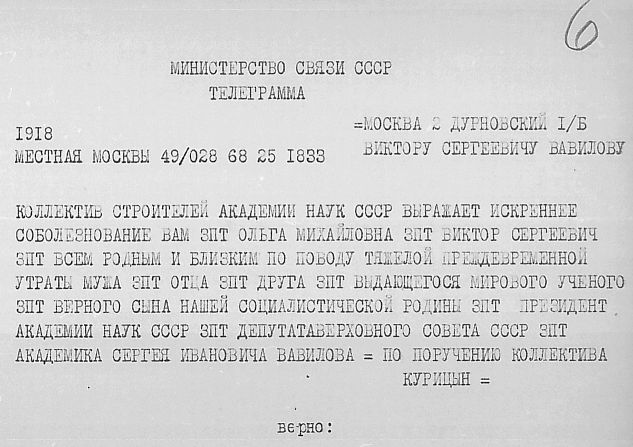 6
МИНИСТЕРСТВО СВЯЗИ СССР
ТЕЛЕГРАММА
=МОСКВА 2 ДУРНОВСКИЙ I/Б
I9I8
ВИКТОРУ СЕРГЕЕВИЧУ ВАВИЛОВУ
МЕСТНАЯ МОСКВЫ 49/028 68 25 I833
КОЛЛЕКТИВ СТРОИТЕЛЕЙ АКАДЕМИИ НАУК СССР ВЫРАЖАЕТ ИСКРЕННЕЕ
СОБОЛЕЗНОВАНИЕ ВАМ ЗПТ ОЛЬГА МИХАЙЛОВНА ЗПТ ВИКТОР СЕРГЕЕВИЧ
ЗПТ ВСЕМ РОДНЫМ И БЛИЗКИМ ПО ПОВОДУ ТЯЖЕЛОЙ ПРЕЖДЕВРЕМЕННОЙ
УТРАТЫ МУЖА ЗПТ ОТЦА ЗПТ ДРУГА ЗПТ ВЫДАЮЩЕГОСЯ МИРОВОГО УЧЕНОГО
ЗПТ ВЕРНОГО СЫНА НАШЕЙ СОЦИАЛИСТИЧЕСКОЙ РОДИНЫ ЗПТ ПРЕЗИДЕНТ
АКАДЕМИИ НАУК СССР ЗПТ ДЕПУТАТАВЕРХОВНОГО СОВЕТА СССР ЗПТ
АКАДЕМИКА СЕРГЕЯ ИВАНОВИЧА ВАВИЛОВА = ПО ПОРУЧЕНИЮ КОЛЛЕКТИВА
КУРИЦЫН =
верно: